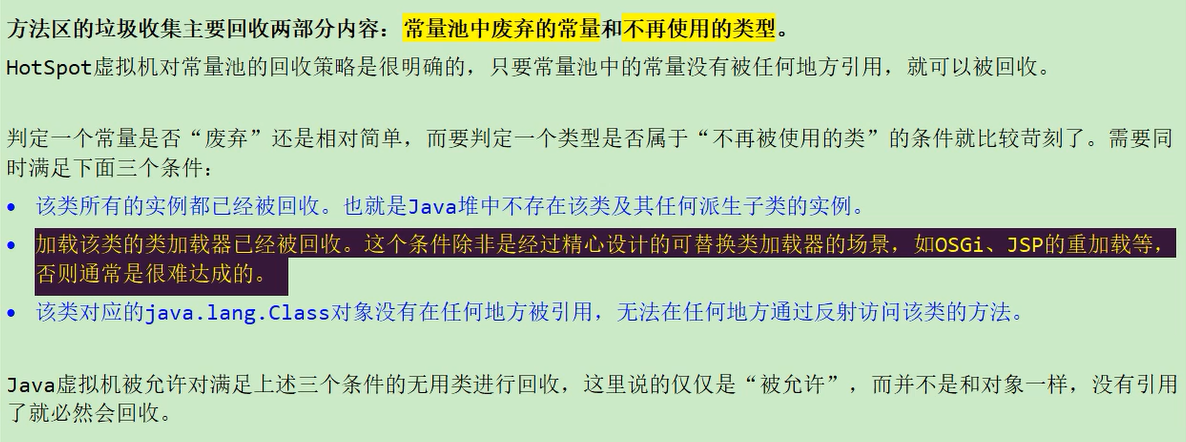 方法区的垃圾收集主要回收两部分内容：常量池中废弃的常量和不再使用的类型。
HotSpot虚拟机对常量池的回收策略是很明确的，只要常量池中的常量没有被任何地方引用，就可以被回收。
判定一个常量是否“废弃”还是相对简单，而要判定一个类型是否属于“不再被使用的类”的条件就比较苛刻了。需要同
时满足下面三个条件：
• 该类所有的实例都已经被回收。也就是Java堆中不存在该类及其任何派生子类的实例。
• 加载该类的类加载器已经被回收。这个条件除非是经过精心设计的可替换类加载器的场景，如OSGi、JSP的重加载等，
否则通常是很难达成的。
• 该类对应的java.lang.Class对象没有在任何地方被引用，无法在任何地方通过反射访问该类的方法。
Java虚拟机被允许对满足上述三个条件的无用类进行回收，这里说的仅仅是“被允许”，而并不是和对象一样，没有引用
了就必然会回收。